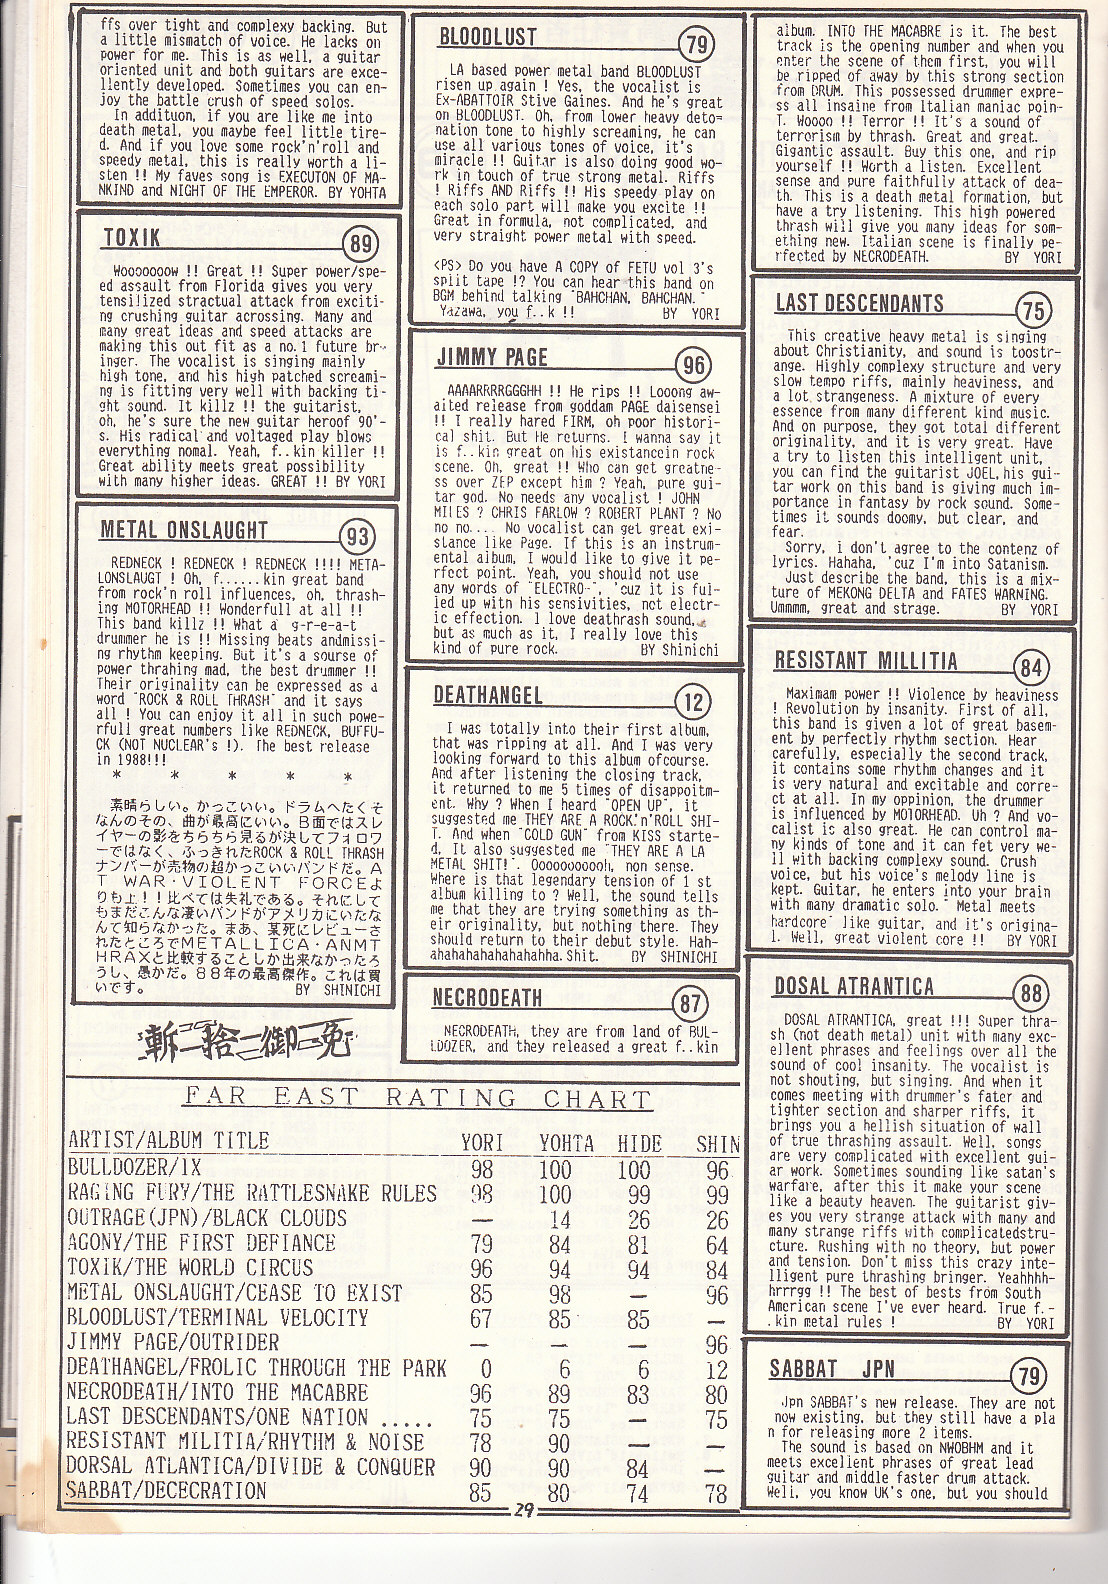 ffs over tight and complexy backing. But
a little mismatch of voice. He lacks on
power for me. This is as well, a guitar
oriented unit and both guitars are exce-
llently developed. Sometimes you can en-
joy the battle crush of speed solos.
In addituon, if you are like me into
death metal, you maybe feel little tire-
d. And if you love some rock'n'roll and
speedy metal, this is really worth a li-
sten !! My faves song is EXECUTON OF MA-
NKIND and NIGHT OF THE EMPEROR. BY YOHTA
TOXIK 89
Wooooooow !! Great !! Super power/spe-
ed assault from Florida gives you very
tensilized stractual attack from exciti-
ng crushing guitar acrossing. Many and
many great ideas and speed attacks are
making this out fit as a no.1 future br-
inger. The vocalist is singing mainly
high tone, and his high patched screami-
ng is fitting very well with backing ti-
ght sound. It killz !! the guitarist,
oh, he's sure the new guitar heroof 90'-
s. His radical and voltaged play blows
everything nomal. Yeah, f..kin killer !!
Great ability meets great possibility
with many higher ideas. GREAT !! BY YORI
METAL ONSLAUGHT 93
REDNECK ! REDNECK ! REDNECK !!!! META-
LONSLAUGT ! Oh, f......kin great band
from rock'n roll influences, oh, thrash-
ing MOTORHEAD !! Wonderfull at all !!
This band killz !! What a g-r-e-a-t
drummer he is !! Missing beats andmissi-
ng rhythm keeping. But it's a sourse of
power thrahing mad, the best drummer !!
Their originality can be expressed as a
word "ROCK & ROLL THRASH" and it says
all ! You can enjoy it all in such powe-
rfull great numbers like REDNECK, BUFFU-
CK (NOT NUCLEAR's !). The best release
in 1988!!!
* * * * *
素晴らしい。かっこいい。ドラムへたくそ
なんのその、曲が最高にいい。B面ではスレ
イヤーの影をちらちら見るが決してフォロワ
ーではなく、ふっきれたROCK & ROLL THRASH
ナンバーが売物の超かっこいいバンドだ。A
T WAR・VIOLENT FORCEよ
りも上!!比べては失礼である。それにして
もまだこんな凄いバンドがアメリカにいたな
んて知らなかった。まあ、某死にレビューさ
れたところでMETALLICA・ANMT
HRAXと比較することしか出来なかったろ
うし、愚かだ。88年の最高傑作。これは買
いです。 BY SHINICHI
斬捨御免
BLOODLUST 79
LA based power metal band BLOODLUST
risen up again ! Yes, the vocalist is
Ex-ABATTOIR Stive Gaines. And he's great
on BLOODLUST. Oh, from lower heavy deto=
nation tone to highly screaming, he can
use all various tones of voice, it's
miracle !! Guitar is also doing good wo-
rk in touch of true strong metal. Riffs
! Riffs AND Riffs !! His speedy play on
each solo part will make you excite !!
Great in formula, not complicated, and
very straight power metal with speed.
<PS> Do you have A COPY of FETU vol 3's
split tape !? You can hear this band on
BGM behind talking "BAHCHAN, BAHCHAN."
Yazawa, you f..k !! BY YORI
JIMMY PAGE 96
AAAARRRRGGGHH !! He rips !! Looong aw-
aited release from goddam PAGE daisensei
!! I really hared FIRM, oh poor histori-
cal shit. But He returns. I wanna say it
is f..kin great on his existancein rock
scene. Oh, great !! Who can get greatne-
ss over ZEP except him ? Yeah, pure gui-
tar god. No needs any vocalist ! JOHN
MILES ? CHRIS FARLOW ? ROBERT PLANT ? No
no no.... No vocalist can get great exi-
stance like Page. If this is an instrum-
ental album, I would like to give it pe-
rfect point. Yeah, you should not use
any words of "ELECTRO-", 'cuz it is ful-
led up with his sensivities, not electr-
ic effection. I love deathrash sound,
but as much as it, I really love this
kind of pure rock. BY Shinichi
DEATHANGEL 12
I was totally into their first album,
that was ripping at all. And I was very
looking forward to this album ofcourse.
And after listening the closing track,
it returned to me 5 times of disappoitm-
ent. Why ? When I heard "OPEN UP", it
suggested me THEY ARE A ROCK'N'ROLL SHI-
T. And when "COLD GUN" from KISS starte-
d, It also suggested me "THEY ARE A LA
METAL SHIT!". Oooooooooh, non sense.
Where is that legendary tension of 1 st
album killing to ? Well, the sound tells
me that they are trying something as th-
eir originality, but nothing there. They
should return to their debut style. Hah-
ahahahahahahahahha. Shit. BY SHINICHI
NECRODEATH 87
NECRODEATH, they are from land of BUL-
LDOZER, and they released a great f..kin
album. INTO THE MACABRE is it. The best
track is the opening number and when you
enter the scene of them first, you will
be ripped of away by this strong section
from DRUM. This possessed drummer expre-
ss all insaine from Italian maniac poin-
T. Woooo !! Terror !! It's a sound of
terrorism by thrash. Great and great.
Gigantic assault. Buy this one, and rip
yourself !! Worth a listen. Excellent
sense and pure faithfully attack of dea-
th. This is a death metal formation, but
have a try listening. This high powered
thrash will give you many ideas for som-
ething new. Italian scene is finally pe-
rfected by NECRODEATH. BY YORI
LAST DESCENDANTS 75
This creative heavy metal is singing
about Christianity, and sound is toostr-
ange. Highly complexy structure and very
slow tempo riffs, mainly heaviness, and
a lot strangeness. A mixture of every
essence from many different kind music.
And on purpose, they got total different
originality, and it is very great. Have
a try to listen this intelligent unit,
you can find the guitarist JOEL, his gui-
tar work on this band is giving much im-
portance in fantasy by rock sound. Some-
times it sounds doomy, but clear, and
fear.
Sorry, i don't agree to the contenz of
lyrics. Hahaha, 'cuz I'm into Satanism.
Just describe the band, this is a mix-
ture of MEKONG DELTA and FATES WARNING.
Ummmm, great and strage. BY YORI
RESISTANT MILLITIA 84
Maximam power !! Violence by heaviness
! Revolution by insanity. First of all,
this band is given a lot of great basem-
ent by perfectly rhythm section. Hear
carefully, especially the second track,
it contains some rhythm changes and it
is very natural and excitable and corre-
ct at all. In my oppinion, the drummer
is influenced by MOTORHEAD. Uh ? And vo-
calist is also great. He can control ma-
ny kinds of tone and it can fet very we-
ll with backing complexy sound. Crush
voice, but his voice's melody line is
kept. Guitar, he enters into your brain
with many dramatic solo. "Metal meets
hardcore" like guitar, and it's origina-
l. Well, great violent core !! BY YORI
DOSAL ATRANTICA 88
DOSAL ATRANTICA, great !!! Super thra-
sh (not death metal) unit with many exc-
ellent phrases and feelings over all the
sound of cool insanity. The vocalist is
not shouting, but singing. And when it
comes meeting with drummer's fater and
tighter section and sharper riffs, it
brings you a hellish situation of wall
of true thrashing assault. Well, songs
are very complicated with excellent gui-
ar work. Sometimes sounding like satan's
warfare, after this it make your scene
like a beauty heaven. The guitarist giv-
es you very strange attack with many and
many strange riffs with complicatedstru-
cture. Rushing with no theory, but power
and tension. Don't miss this crazy inte-
lligent pure thrashing bringer. Yeahhhh-
hrrrgg !! The best of bests from South
American scene I've ever heard. True f.-
.kin metal rules ! BY YORI
SABBAT JPN 79
Jpn SABBAT's new release. They are not
now existing, but they still have a pla
n for releasing more 2 items.
The sound is based on NWOBHM and it
meets excellent phrases of great lead
guitar and middle faster drum attack.
Well, you know UK's one, but you should
FAR EAST RATING CHART
ARTIST/ALBUM TITLE YORI YOHTA HIDE SHIN
BULLDOZER/IX 98 100 100 96
RAGING FURY/THE RATTLESNAKE RULES 98 100 99 99
OUTRAGE(JPN)/BLACK CLOUDS — 14 26 26
AGONY/THE FIRST DEFIANCE 79 84 81 64
TOXIK/THE WORLD CIRCUS 96 94 94 84
METAL ONSLAUGHT/CEASE TO EXIST 85 98 — 96
BLOODLUST/TERMINAL VELOCITY 67 85 85 —
JIMMY PAGE/OUTRIDER — — — 96
DEATHANGEL/FROLIC THROUGH THE PARK 0 6 6 12
NECRODEATH/INTO THE MACABRE 96 89 83 80
LAST DESCENDANTS/ONE NATION ..... 75 75 — 75
RESISTANT MILITIA/RHYTHM & NOISE 78 90 — —
DORSAL ATLANTICA/DIVIDE & CONQUER 90 90 84 —
SABBAT/DECECRATION 85 80 74 78
29